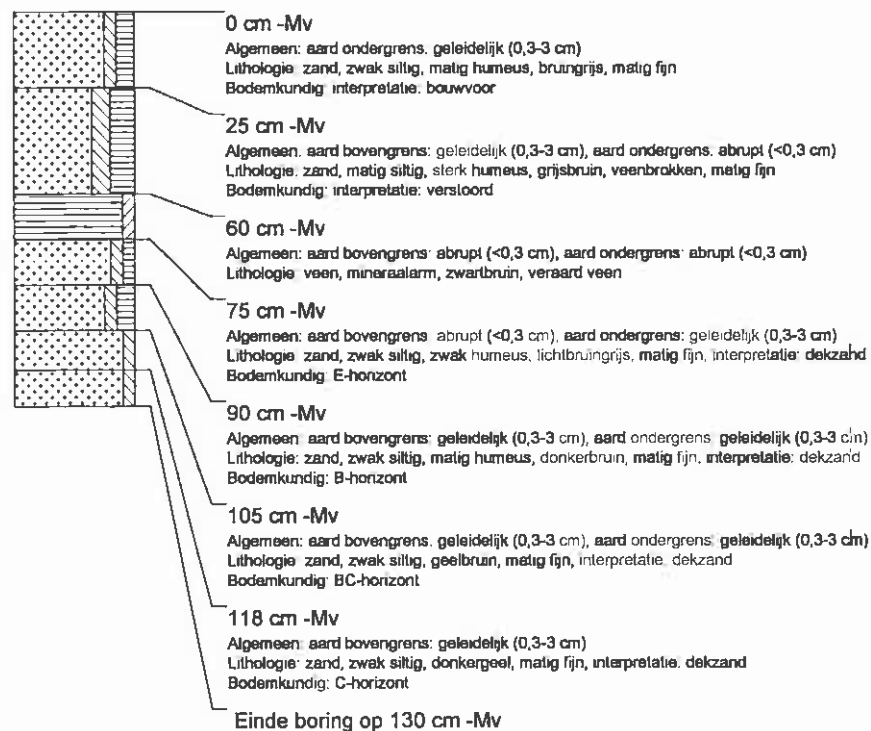 0 cm -Mv
Algemeen: aard ondergrens. geleidelijk (0,3-3 cm)
Lithologie: zand, zwak siltig, matig humeus, bruingrijs, matig fijn
Bodemkundig: interpretatie: bouwvoor
25 cm -Mv
Algemeen: aard bovengrens: geleidelijk (0,3-3 cm), aard ondergrens: abrupt (<0,3 cm)
Lithologie: zand, matig siltig, sterk humeus, grijsbruin, veenbrokken, matig fijn
Bodemkundig: interpretatie: verstoord
60 cm -Mv
Algemeen: aard bovengrens: abrupt (<0,3 cm), aard ondergrens: abrupt (<0,3 cm)
Lithologie: veen, mineraalarm, zwartbruin, veraard veen
75 cm -Mv
Algemeen: aard bovengrens: abrupt (<0,3 cm), aard ondergrens: geleidelijk (0,3-3 cm)
Lithologie: zand, zwak siltig, zwak humeus, lichtbruingrijs, matig fijn, interpretatie: dekzand
Bodemkundig: E-horizont
90 cm -Mv
Algemeen: aard bovengrens: geleidelijk (0,3-3 cm), aard ondergrens: geleidelijk (0,3-3 cm)
Lithologie: zand, zwak siltig, matig humeus, donkerbruin, matig fijn, interpretatie: dekzand
Bodemkundig: B-horizont
105 cm -Mv
Algemeen: aard bovengrens: geleidelijk (0,3-3 cm), aard ondergrens: geleidelijk (0,3-3 cm)
Lithologie: zand, zwak siltig, geelbruin, matig fijn, interpretatie: dekzand
Bodemkundig: BC-horizont
118 cm -Mv
Algemeen: aard bovengrens: geleidelijk (0,3-3 cm)
Lithologie: zand, zwak siltig, donkergeel, matig fijn, interpretatie: dekzand
Bodemkundig: C-horizont
Einde boring op 130 cm -Mv